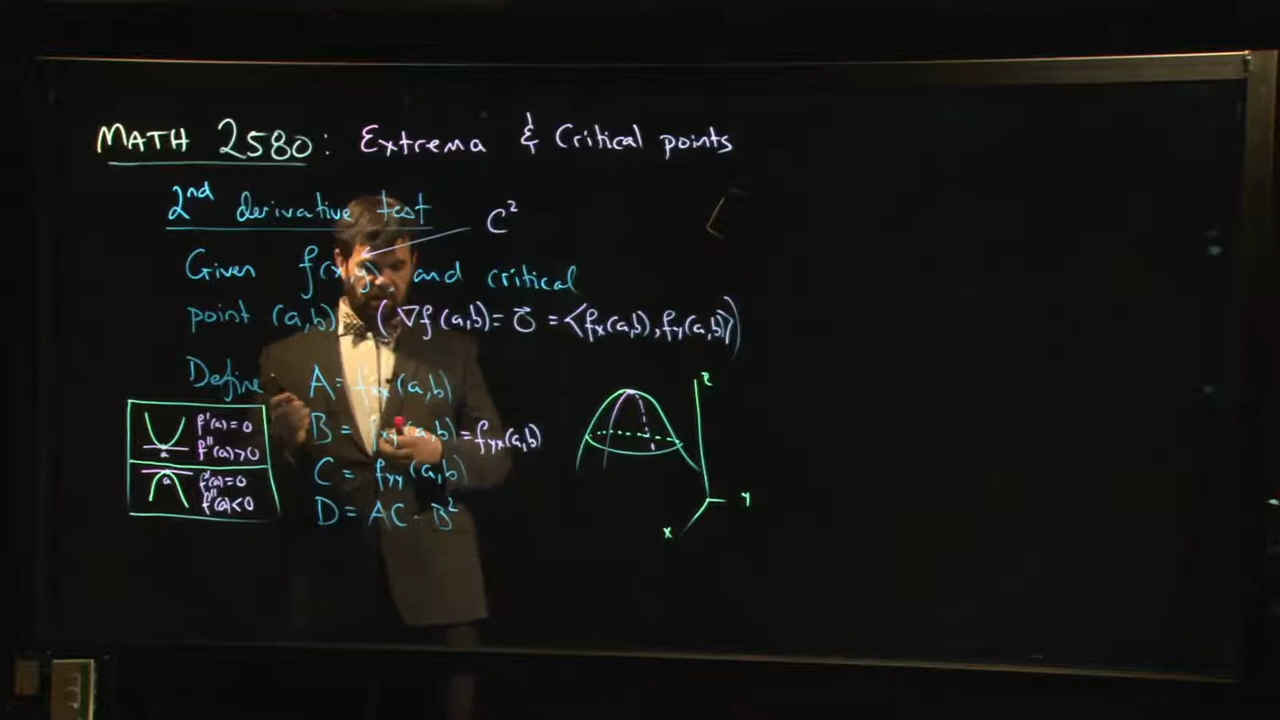 MATH 2580: Extrema & Critical points
2nd derivative test
C²
Given f(x,y) and critical
point (a,b) (∇f(a,b)=0⃗ =<fx(a,b),fy(a,b)>)
Define: A=fxx(a,b)
B = fxy(a,b)=fyx(a,b)
C = fyy(a,b)
D = AC - B²
a
f'(a)=0
f''(a)>0
a
f'(a)=0
f''(a)<0
z
y
x